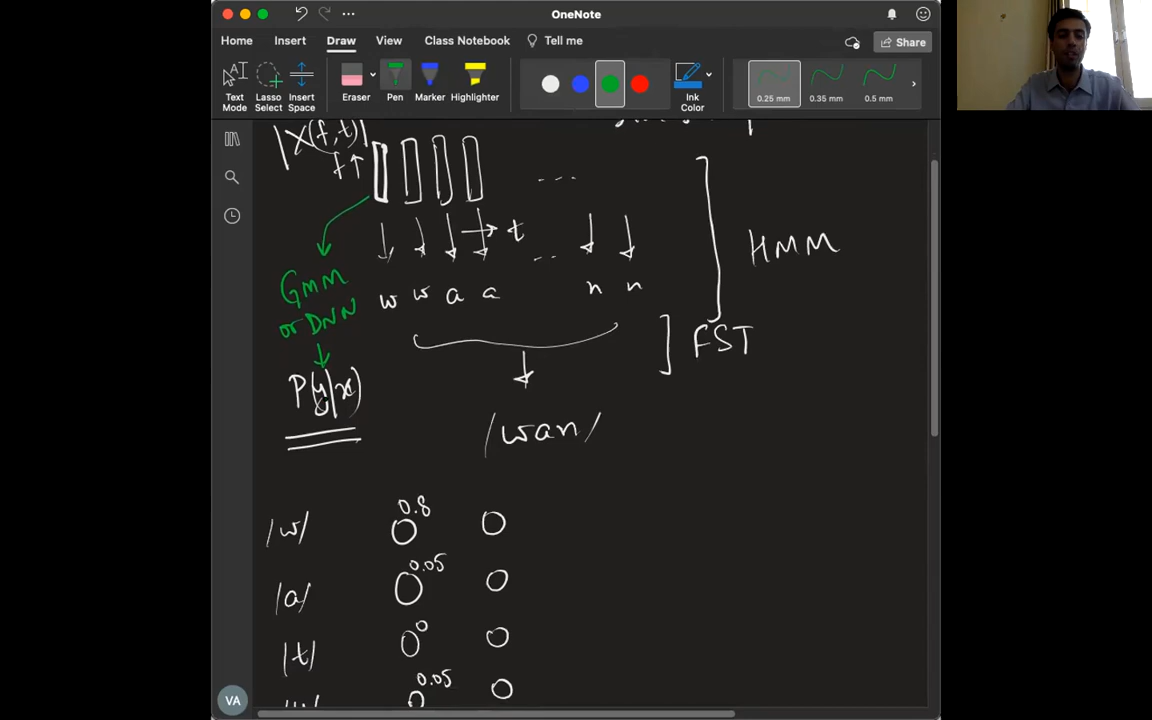 OneNote
Home Insert Draw View Class Notebook Tell me
Share
Text Mode
Lasso Select
Insert Space
Eraser
Pen
Marker
Highlighter
Ink Color
0.25 mm
0.35 mm
0.5 mm
|X(f,t)|
f↑
...
→ t
...
w w a a n n
HMM
GMM
or DNN
FST
P(y|x)
/wan/
/w/ 0.8
/a/ 0.05
/t/ 0
0.05
VA